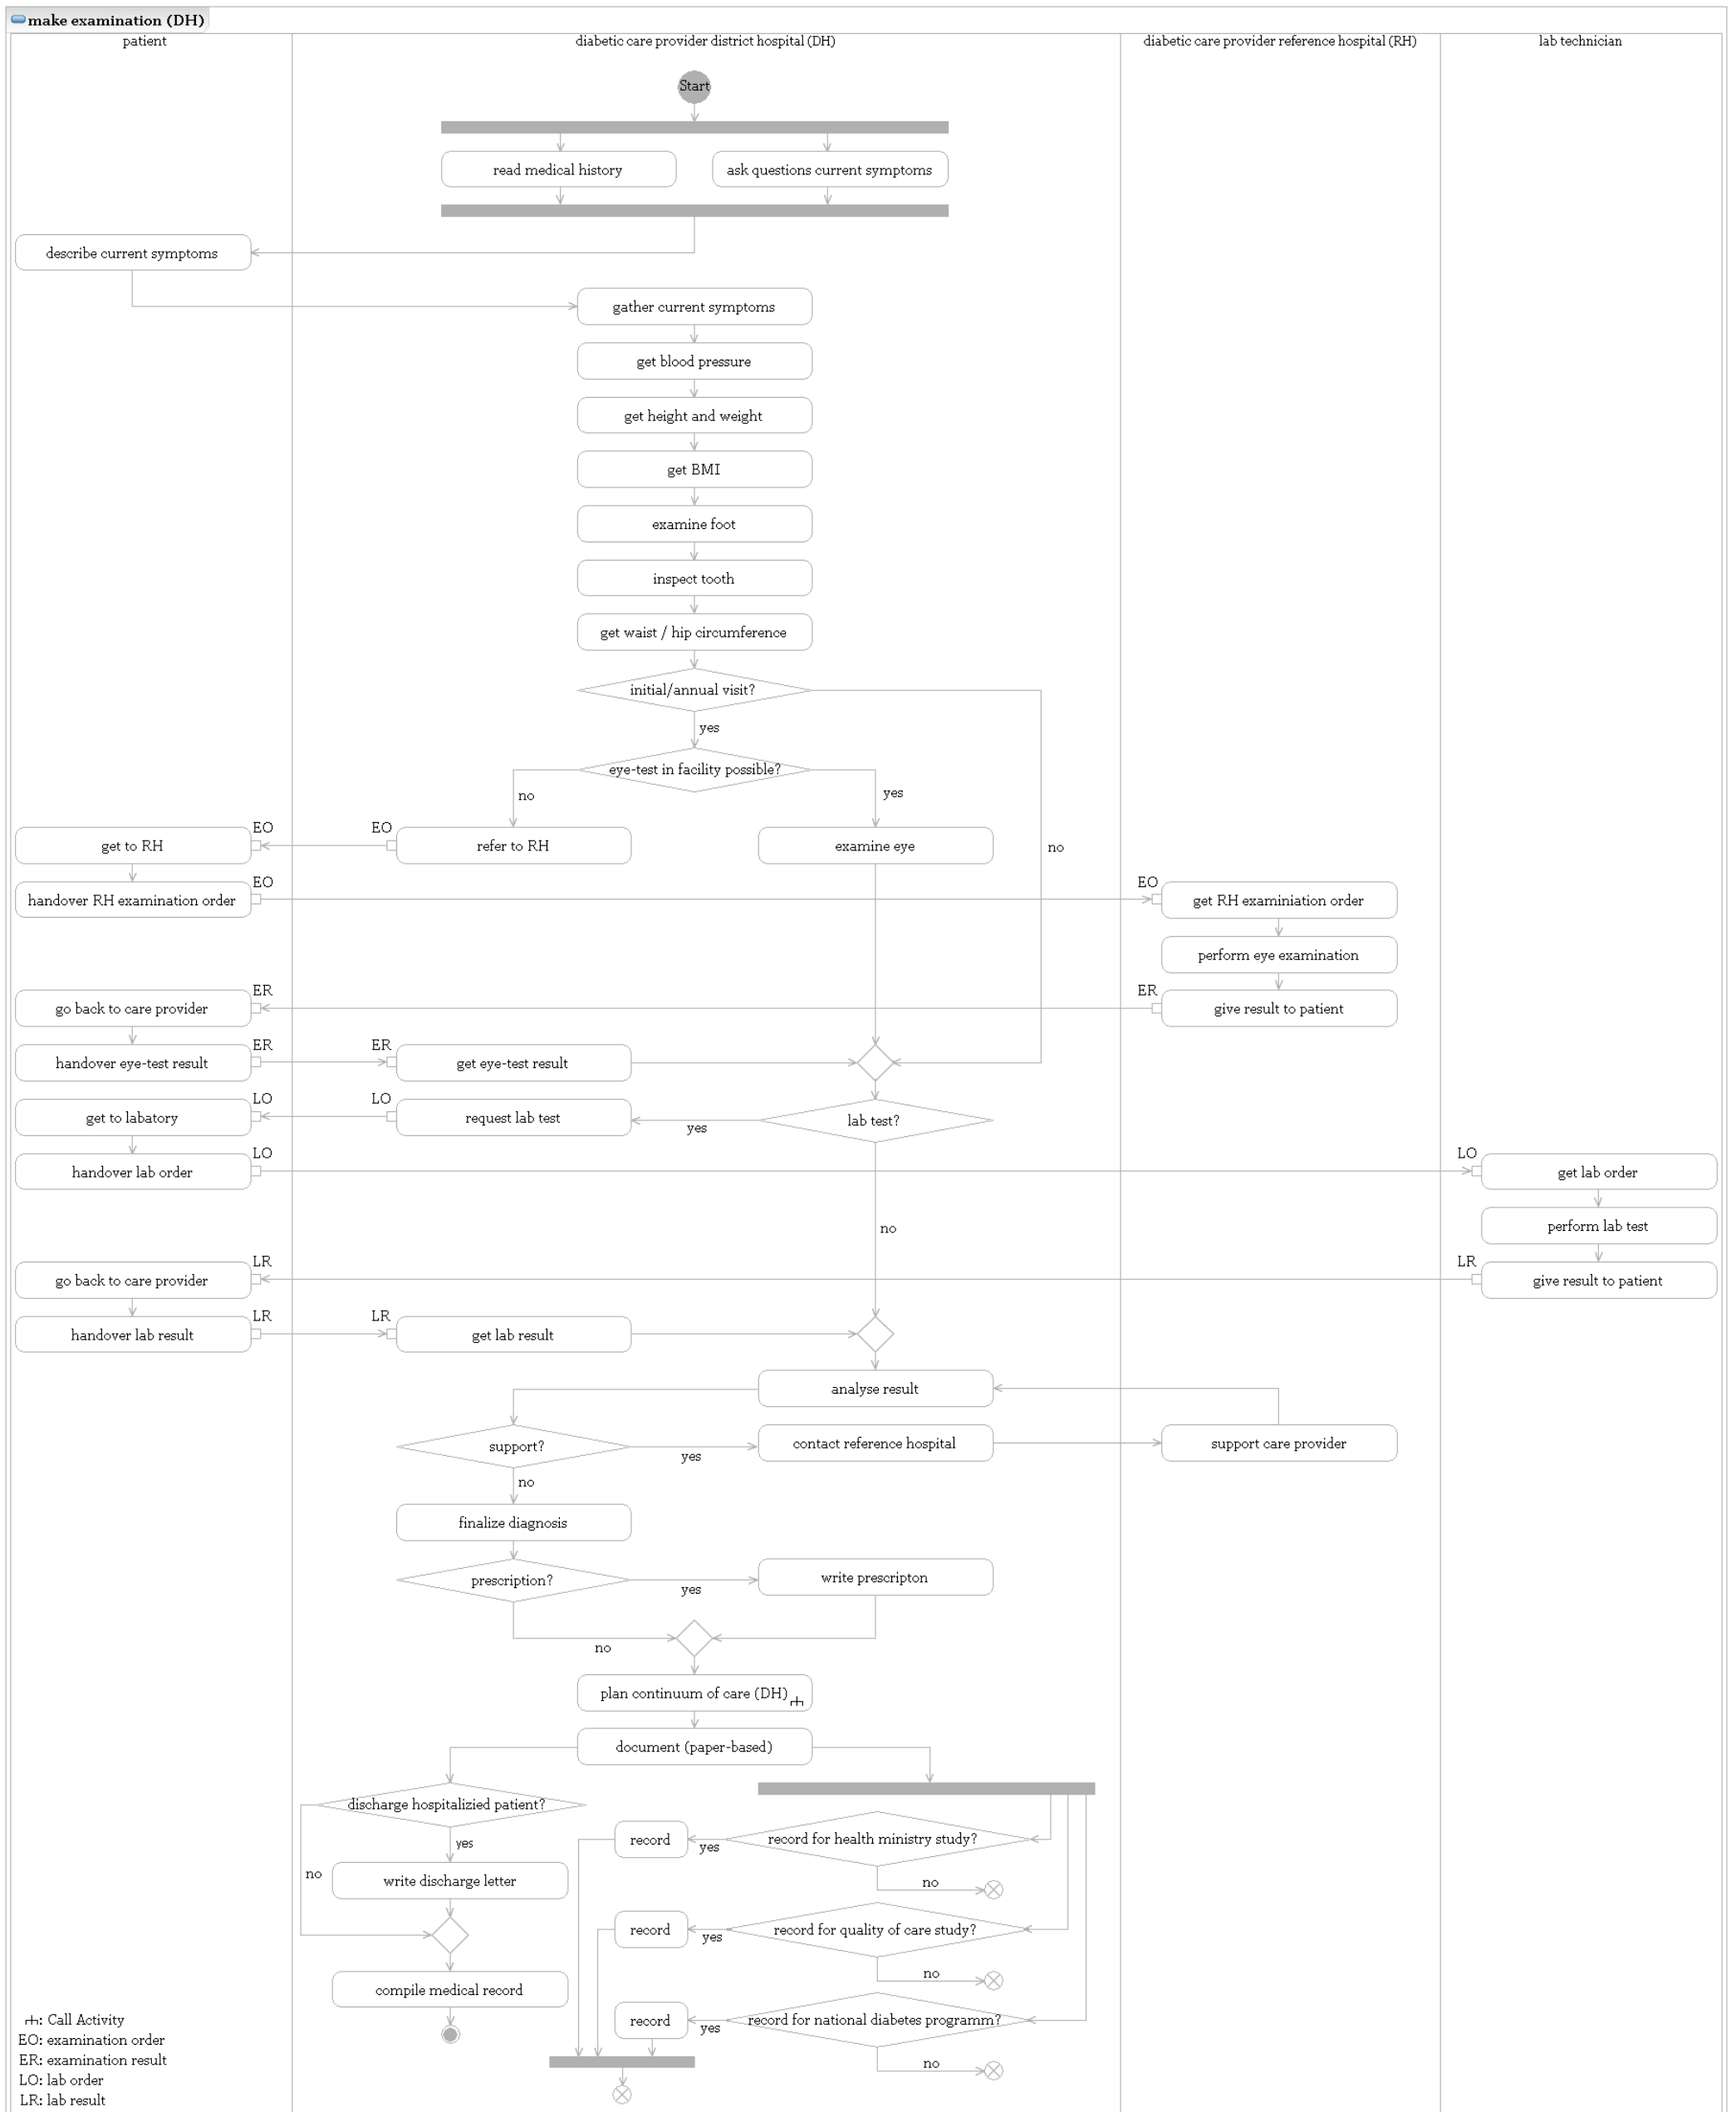 make examination (DH)
patient
diabetic care provider district hospital (DH)
diabetic care provider reference hospital (RH)
lab technician
Start
read medical history
ask questions current symptoms
describe current symptoms
gather current symptoms
get blood pressure
get height and weight
get BMI
examine foot
inspect tooth
get waist / hip circumference
initial/annual visit?
yes
eye-test in facility possible?
no
yes
EO
EO
get to RH
refer to RH
examine eye
no
EO
EO
handover RH examination order
get RH examiniation order
perform eye examination
ER
ER
go back to care provider
give result to patient
ER
ER
handover eye-test result
get eye-test result
LO
LO
get to labatory
request lab test
yes
lab test?
LO
LO
handover lab order
get lab order
no
perform lab test
LR
LR
go back to care provider
give result to patient
LR
LR
handover lab result
get lab result
analyse result
support?
yes
contact reference hospital
support care provider
no
finalize diagnosis
prescription?
yes
write prescripton
no
plan continuum of care (DH)
document (paper-based)
discharge hospitalizied patient?
yes
no
write discharge letter
compile medical record
record
yes
record for health ministry study?
no
record
yes
record for quality of care study?
no
record
yes
record for national diabetes programm?
no
: Call Activity
EO: examination order
ER: examination result
LO: lab order
LR: lab result